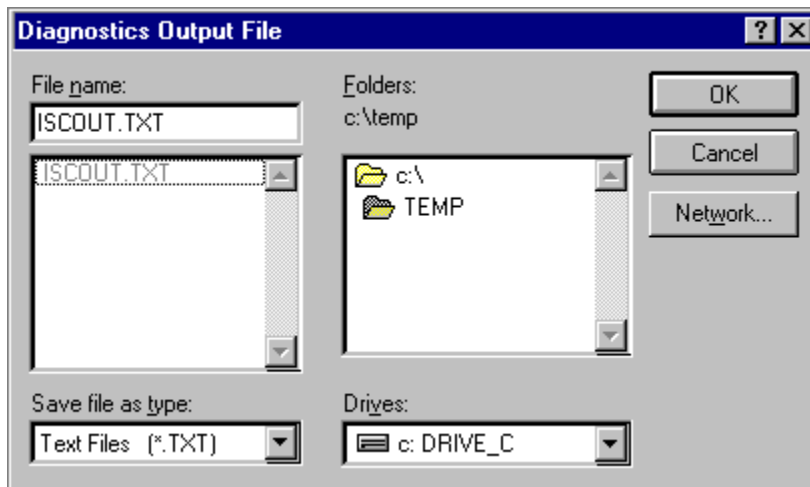 Diagnostics Output File
File name:
ISCOUT.TXT
ISCOUT.TXT
Save file as type:
Text Files (*.TXT)
Folders:
c:\temp
c:\
TEMP
Drives:
c: DRIVE_C
OK
Cancel
Network...